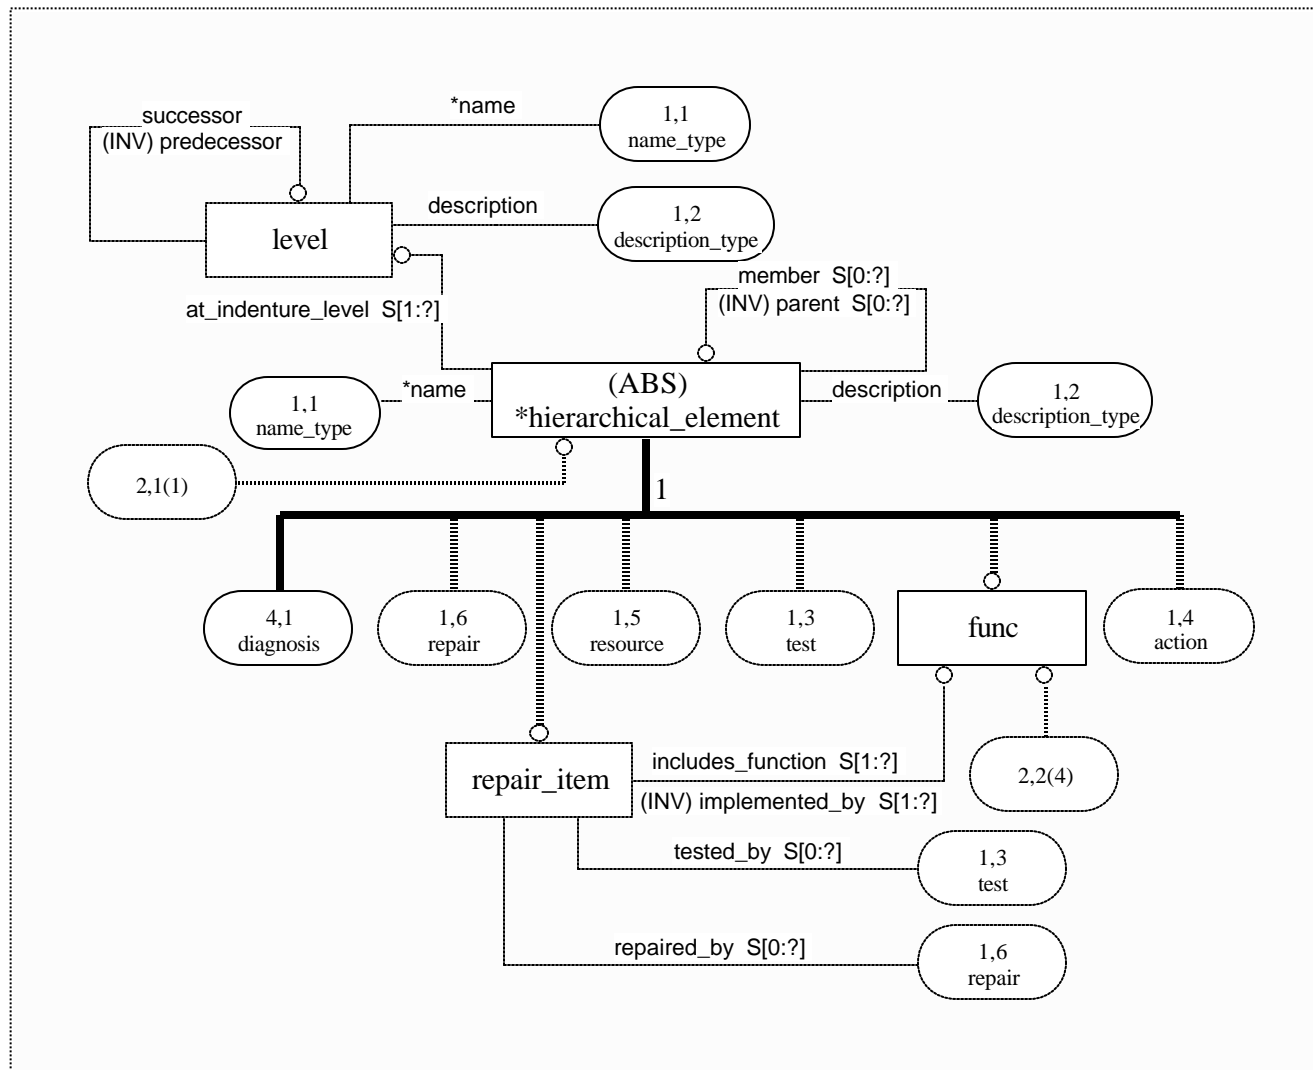 *name
1,1
name_type
successor
(INV) predecessor
description
1,2
description_type
level
member S[0:?]
(INV) parent S[0:?]
at_indenture_level S[1:?]
(ABS)
*hierarchical_element
*name
1,1
name_type
description
1,2
description_type
2,1(1)
1
4,1
diagnosis
1,6
repair
1,5
resource
1,3
test
func
1,4
action
repair_item
includes_function S[1:?]
(INV) implemented_by S[1:?]
2,2(4)
tested_by S[0:?]
1,3
test
repaired_by S[0:?]
1,6
repair